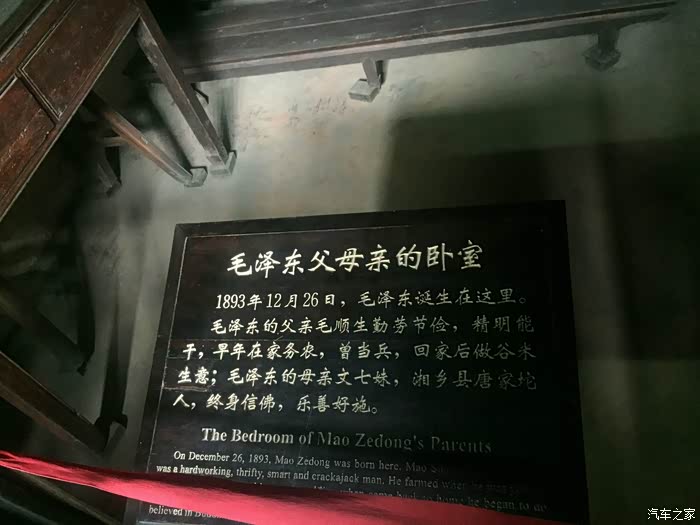 毛泽东父母亲的卧室
1893年12月26日，毛泽东诞生在这里。
毛泽东的父亲毛顺生勤劳节俭，精明能
干，早年在家务农，曾当兵，回家后做谷米
生意；毛泽东的母亲文七妹，湘乡县唐家坨
人，终身信佛，乐善好施。
The Bedroom of Mao Zedong's Parents
On December 26, 1893, Mao Zedong was born here. Mao
was a hardworking, thrifty, smart and crackajack man. He farmed when he was
to do
believed in
汽车之家